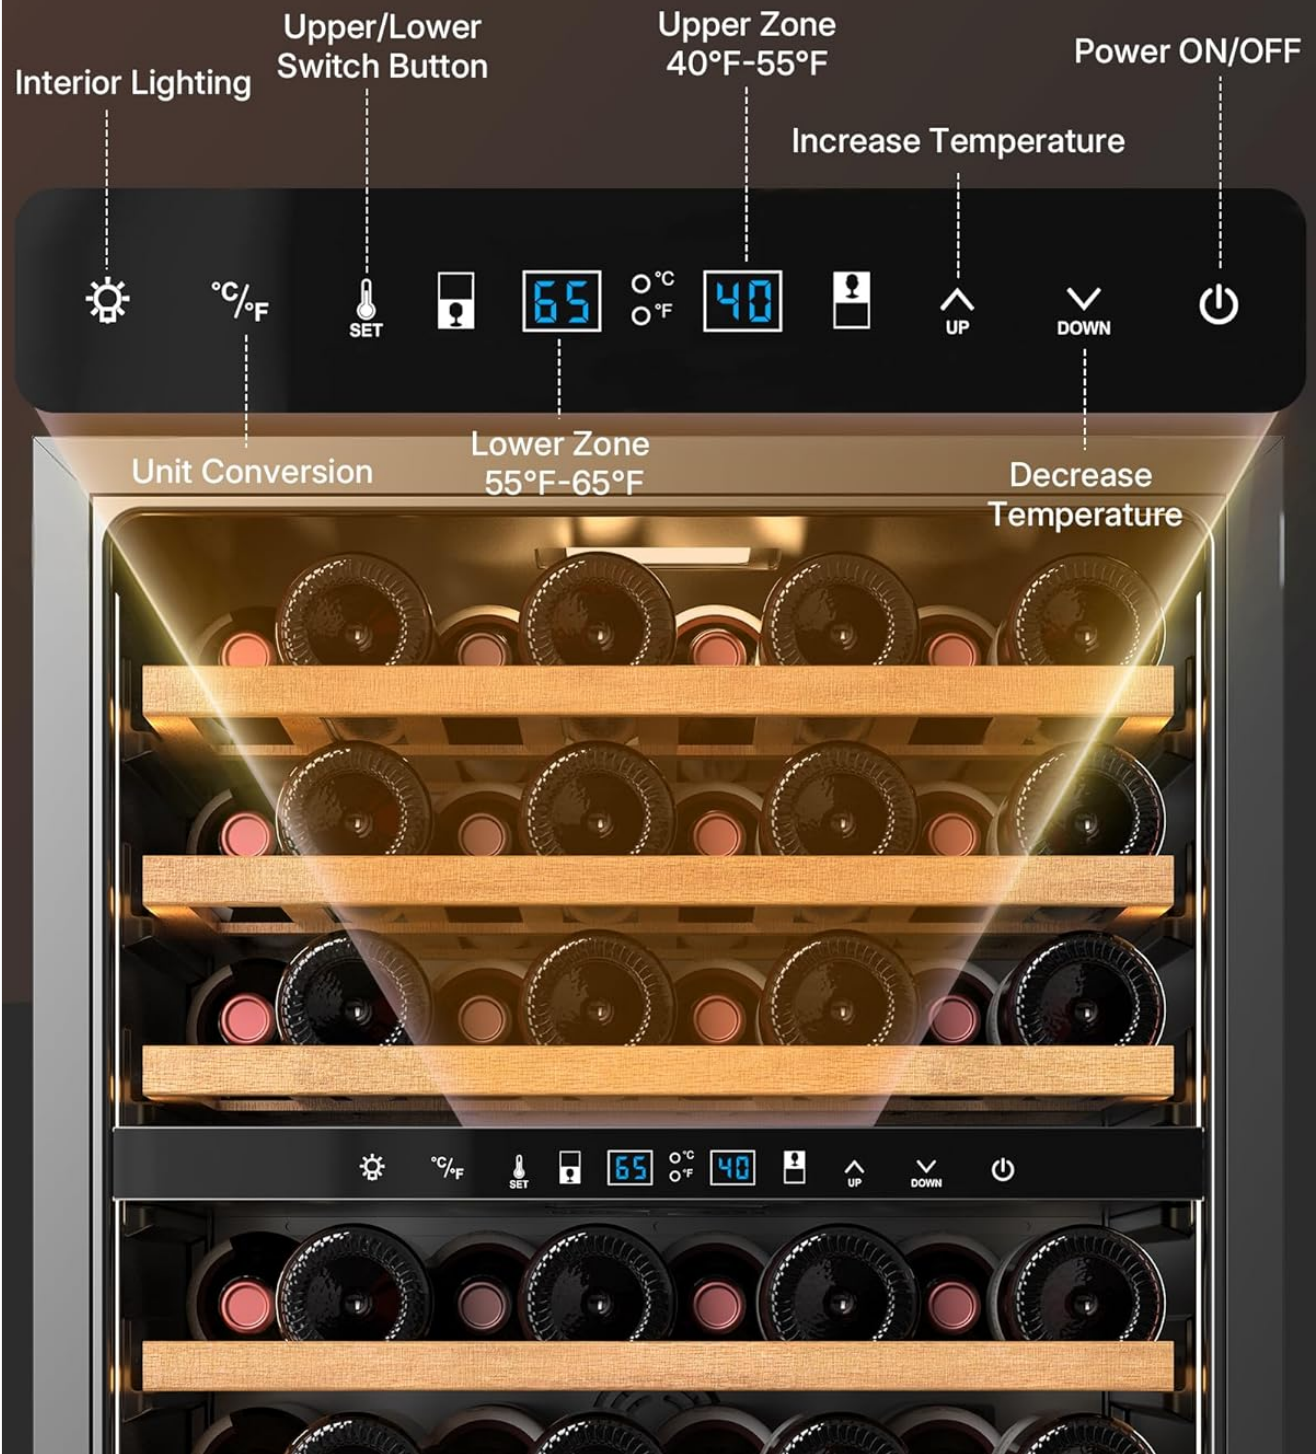 Interior Lighting
Upper/Lower
Switch Button
Upper Zone
40°F-55°F
Increase Temperature
Power ON/OFF
°C/°F
SET
65
°C
°F
40
UP
DOWN
Unit Conversion
Lower Zone
55°F-65°F
Decrease
Temperature
°C/°F
SET
65
°C
°F
40
UP
DOWN